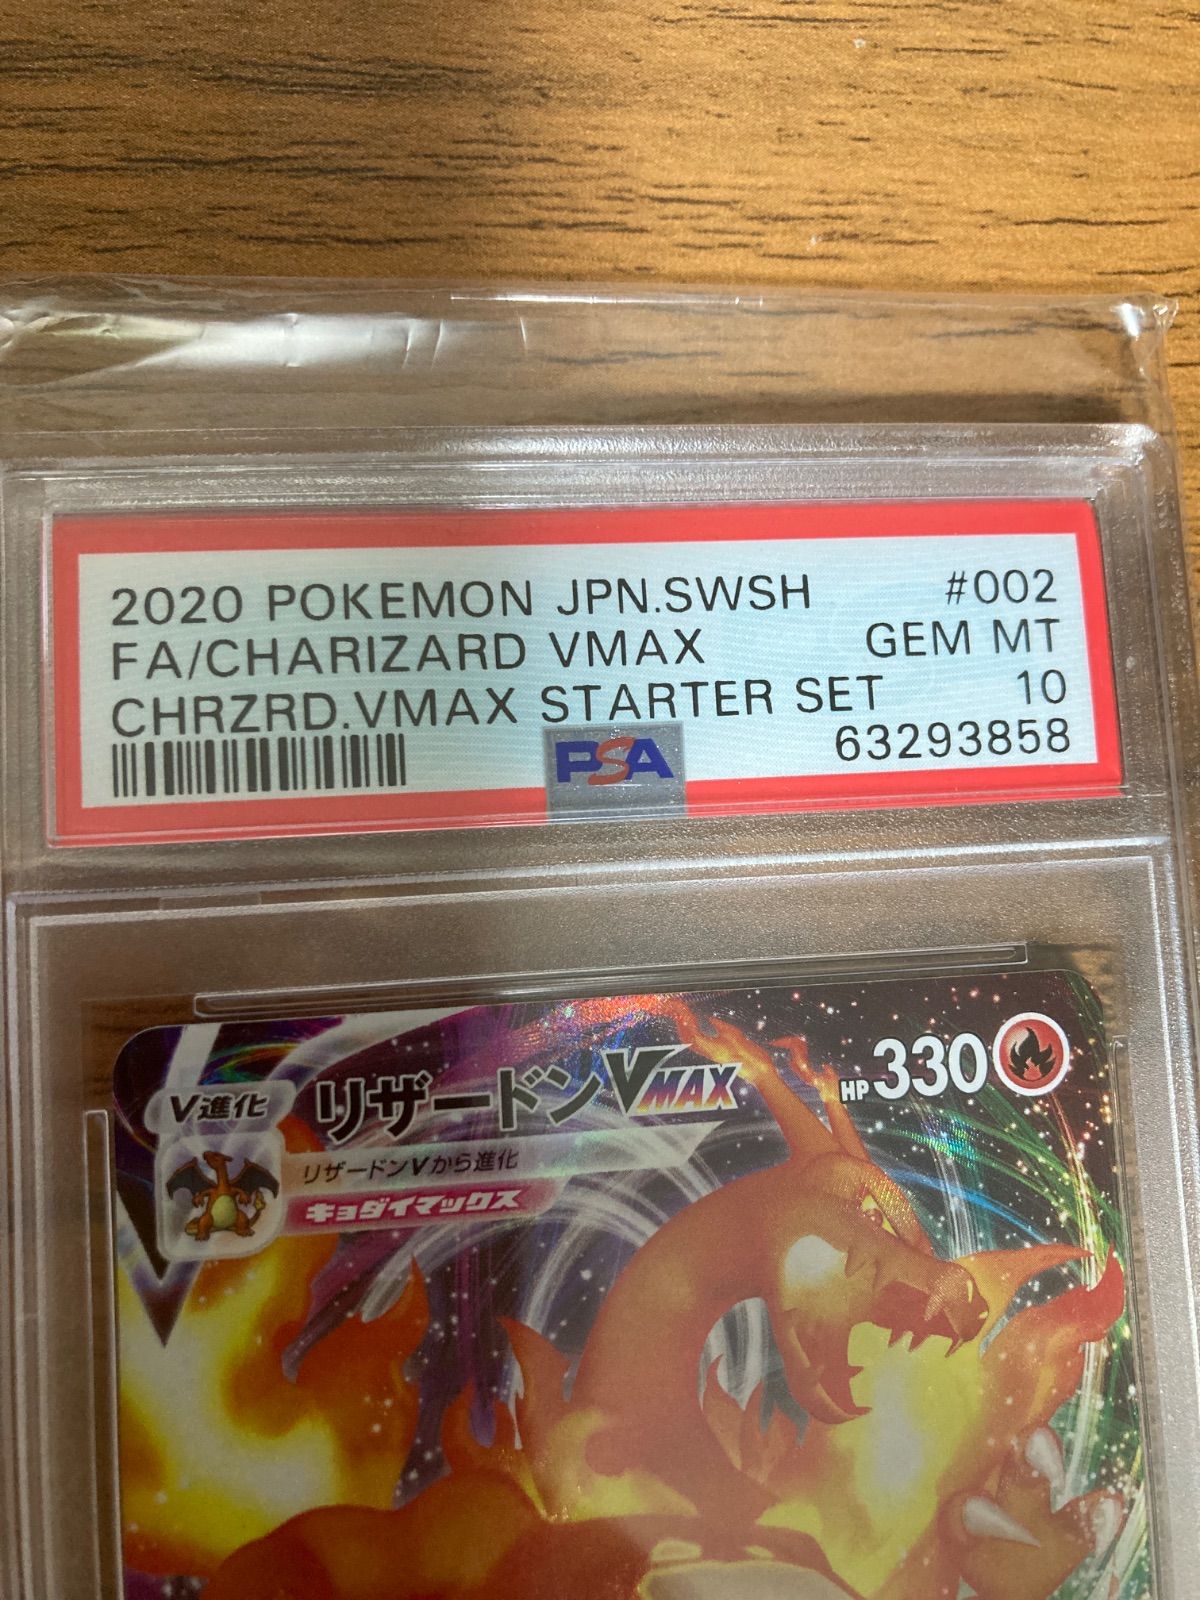 2020 POKEMON JPN.SWSH #002
FA/CHARIZARD VMAX GEM MT
CHRZRD.VMAX STARTER SET 10
PSA 63293858
V進化 リザードンVMAX HP330
リザードンVから進化
キョダイマックス